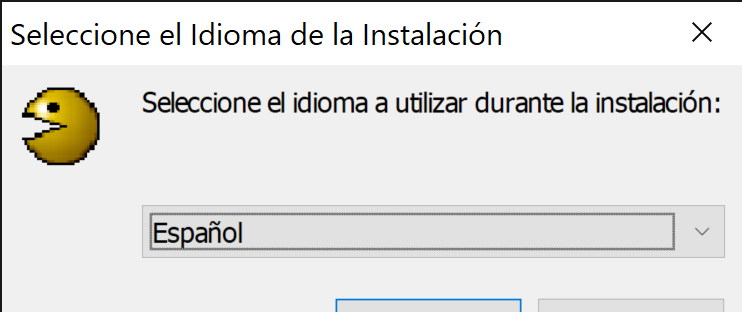 Seleccione el Idioma de la Instalación
Seleccione el idioma a utilizar durante la instalación:
Español